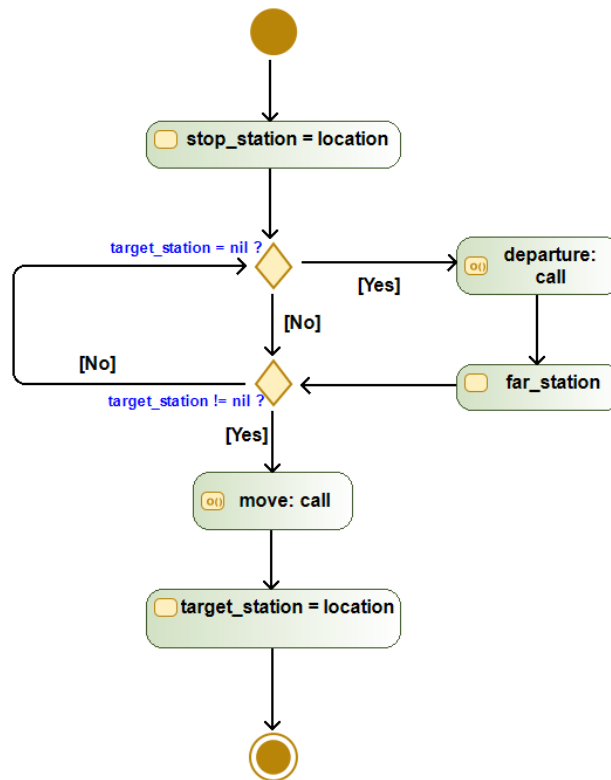 stop_station = location
target_station = nil ?
departure:
call
[Yes]
[No]
[No]
far_station
target_station != nil ?
[Yes]
move: call
target_station = location